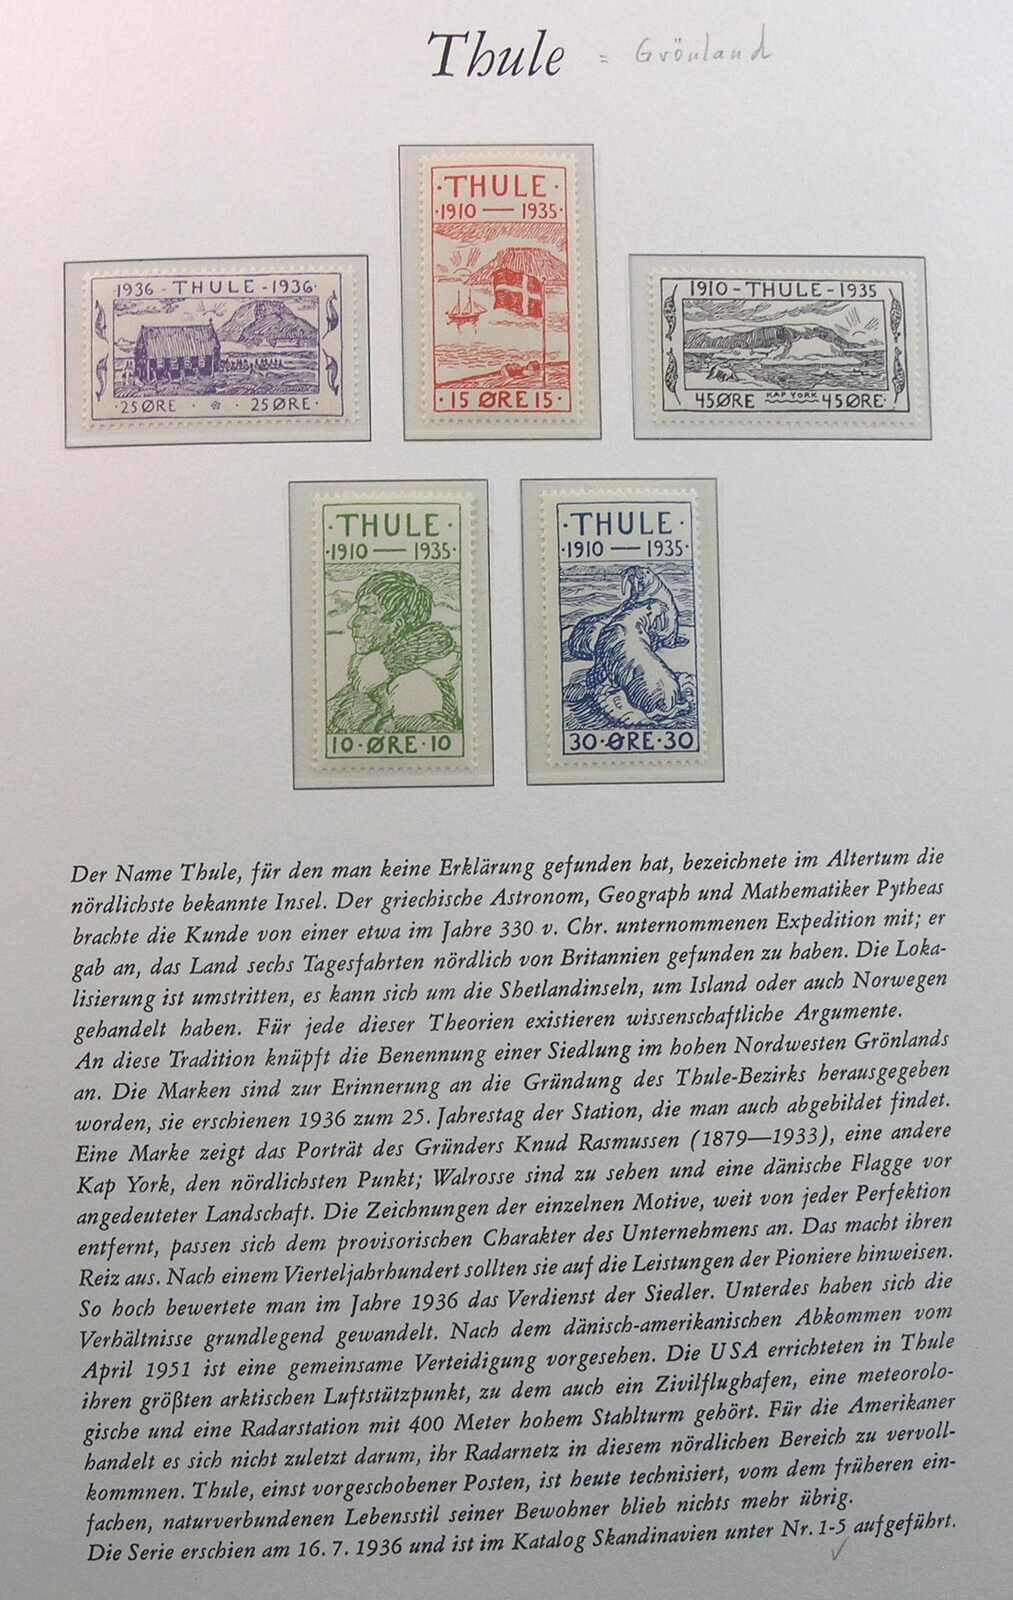 Thule = Grönland
·THULE·
·1910 — 1935·
·15 ØRE 15·
·1936 - THULE - 1936·
·25 ØRE · · 25 ØRE·
1910 - THULE - 1935
45 ØRE KAP YORK 45 ØRE
·THULE·
·1910 — 1935·
10 · ØRE · 10
·THULE·
·1910 — 1935·
30 · ØRE · 30
Der Name Thule, für den man keine Erklärung gefunden hat, bezeichnete im Altertum die
nördlichste bekannte Insel. Der griechische Astronom, Geograph und Mathematiker Pytheas
brachte die Kunde von einer etwa im Jahre 330 v. Chr. unternommenen Expedition mit; er
gab an, das Land sechs Tagesfahrten nördlich von Britannien gefunden zu haben. Die Loka-
lisierung ist umstritten, es kann sich um die Shetlandinseln, um Island oder auch Norwegen
gehandelt haben. Für jede dieser Theorien existieren wissenschaftliche Argumente.
An diese Tradition knüpft die Benennung einer Siedlung im hohen Nordwesten Grönlands
an. Die Marken sind zur Erinnerung an die Gründung des Thule-Bezirks herausgegeben
worden, sie erschienen 1936 zum 25. Jahrestag der Station, die man auch abgebildet findet.
Eine Marke zeigt das Porträt des Gründers Knud Rasmussen (1879—1933), eine andere
Kap York, den nördlichsten Punkt; Walrosse sind zu sehen und eine dänische Flagge vor
angedeuteter Landschaft. Die Zeichnungen der einzelnen Motive, weit von jeder Perfektion
entfernt, passen sich dem provisorischen Charakter des Unternehmens an. Das macht ihren
Reiz aus. Nach einem Vierteljahrhundert sollten sie auf die Leistungen der Pioniere hinweisen.
So hoch bewertete man im Jahre 1936 das Verdienst der Siedler. Unterdes haben sich die
Verhältnisse grundlegend gewandelt. Nach dem dänisch-amerikanischen Abkommen vom
April 1951 ist eine gemeinsame Verteidigung vorgesehen. Die USA errichteten in Thule
ihren größten arktischen Luftstützpunkt, zu dem auch ein Zivilflughafen, eine meteorolo-
gische und eine Radarstation mit 400 Meter hohem Stahlturm gehört. Für die Amerikaner
handelt es sich nicht zuletzt darum, ihr Radarnetz in diesem nördlichen Bereich zu vervoll-
kommnen. Thule, einst vorgeschobener Posten, ist heute technisiert, vom dem früheren ein-
fachen, naturverbundenen Lebensstil seiner Bewohner blieb nichts mehr übrig.
Die Serie erschien am 16. 7. 1936 und ist im Katalog Skandinavien unter Nr. 1-5 aufgeführt.